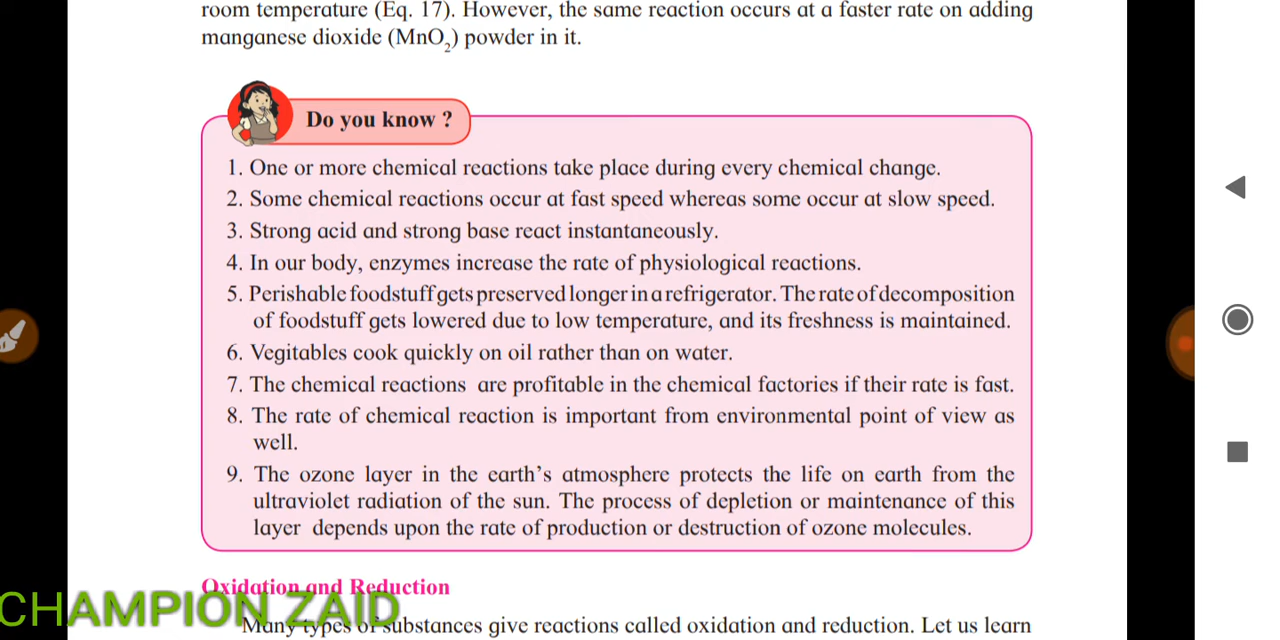 room temperature (Eq. 17). However, the same reaction occurs at a faster rate on adding
manganese dioxide (MnO₂) powder in it.
Do you know ?
1. One or more chemical reactions take place during every chemical change.
2. Some chemical reactions occur at fast speed whereas some occur at slow speed.
3. Strong acid and strong base react instantaneously.
4. In our body, enzymes increase the rate of physiological reactions.
5. Perishable foodstuff gets preserved longer in a refrigerator. The rate of decomposition
of foodstuff gets lowered due to low temperature, and its freshness is maintained.
6. Vegitables cook quickly on oil rather than on water.
7. The chemical reactions are profitable in the chemical factories if their rate is fast.
8. The rate of chemical reaction is important from environmental point of view as
well.
9. The ozone layer in the earth's atmosphere protects the life on earth from the
ultraviolet radiation of the sun. The process of depletion or maintenance of this
layer depends upon the rate of production or destruction of ozone molecules.
Oxidation and Reduction
CHAMPION ZAID
Many types of substances give reactions called oxidation and reduction. Let us learn